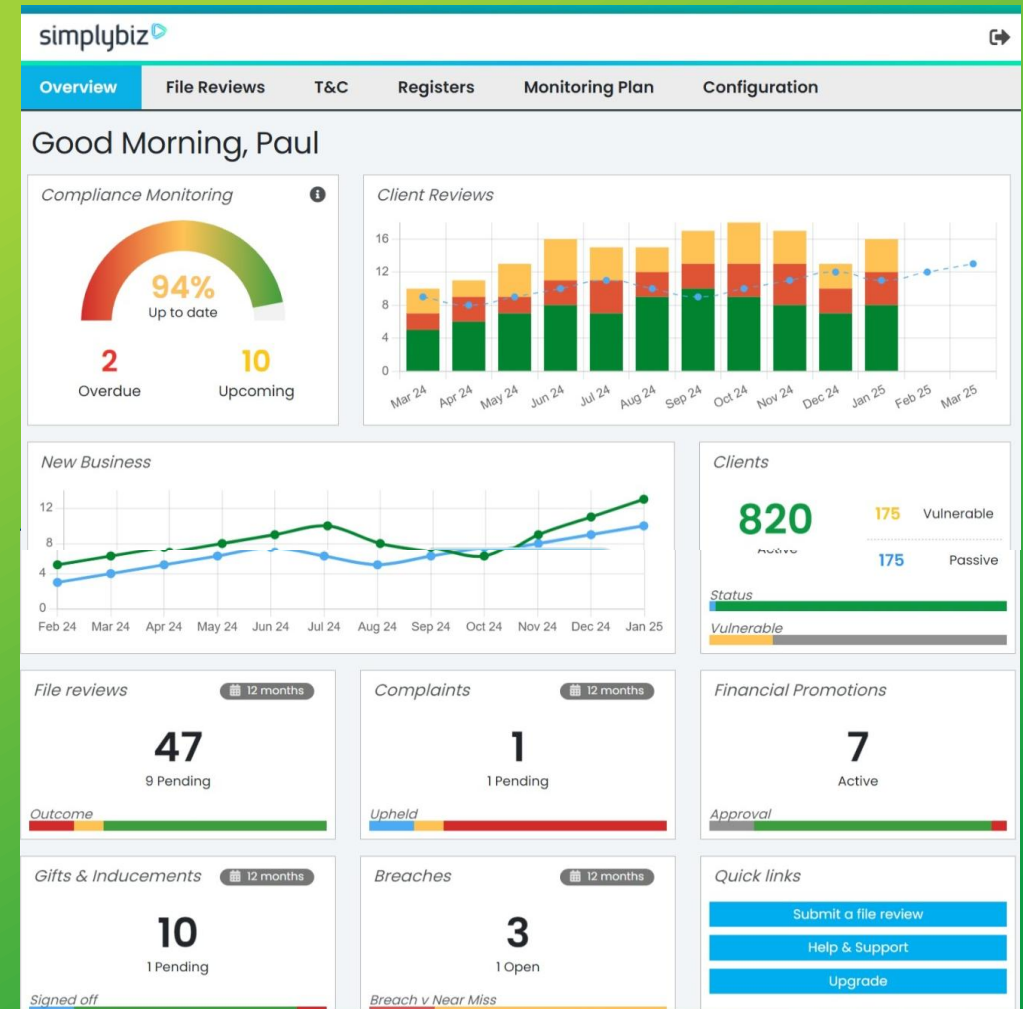 simplybiz
Overview File Reviews T&C Registers Monitoring Plan Configuration
Good Morning, Paul
Compliance Monitoring
94%
Up to date
2
Overdue
10
Upcoming
Client Reviews
16
12
8
4
0
Mar 24 Apr 24 May 24 Jun 24 Jul 24 Aug 24 Sep 24 Oct 24 Nov 24 Dec 24 Jan 25 Feb 25 Mar 25
New Business
12
8
4
0
Feb 24 Mar 24 Apr 24 May 24 Jun 24 Jul 24 Aug 24 Sep 24 Oct 24 Nov 24 Dec 24 Jan 25
Clients
820
Active
175 Vulnerable
175 Passive
Status
Vulnerable
File reviews 12 months
47
9 Pending
Outcome
Complaints 12 months
1
1 Pending
Upheld
Financial Promotions
7
Active
Approval
Gifts & Inducements 12 months
10
1 Pending
Signed off
Breaches 12 months
3
1 Open
Breach v Near Miss
Quick links
Submit a file review
Help & Support
Upgrade